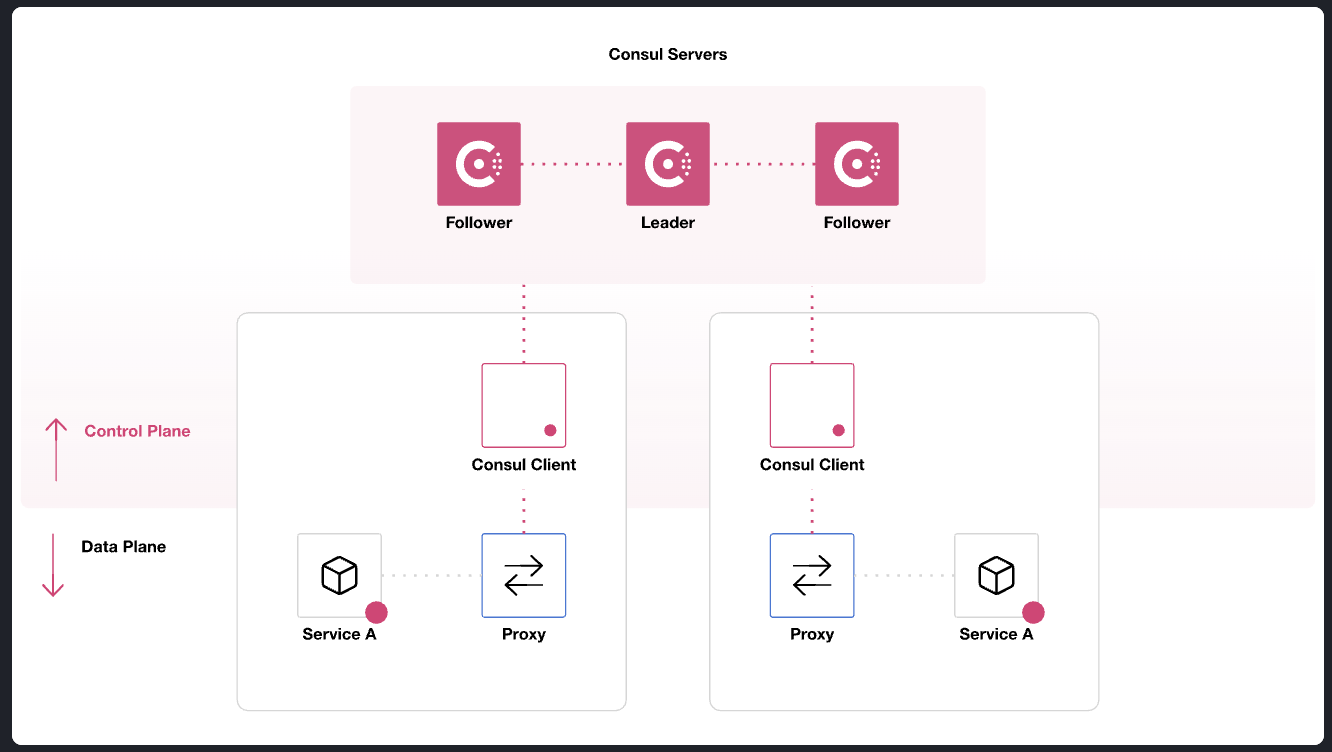 Consul Servers
Follower
Leader
Follower
Control Plane
Consul Client
Consul Client
Data Plane
Service A
Proxy
Proxy
Service A